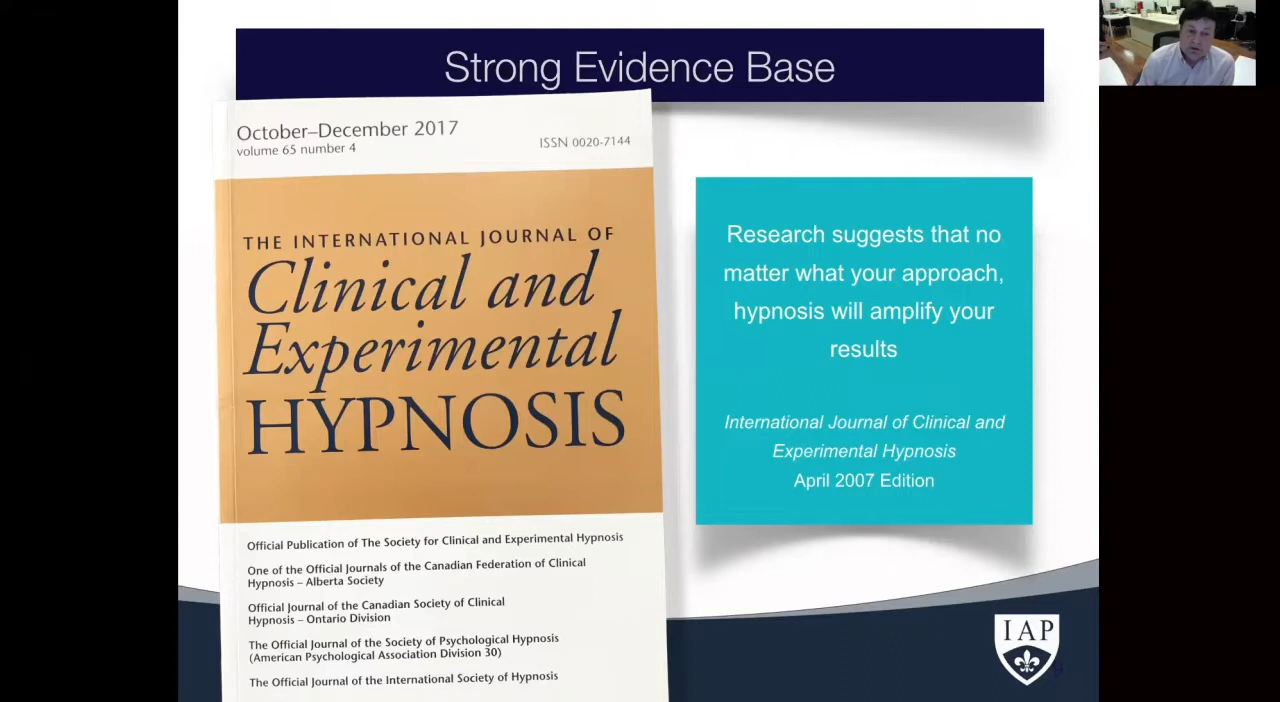 Strong Evidence Base
October–December 2017
volume 65 number 4
ISSN 0020-7144
THE INTERNATIONAL JOURNAL OF
Clinical and
Experimental
HYPNOSIS
Official Publication of The Society for Clinical and Experimental Hypnosis
One of the Official Journals of the Canadian Federation of Clinical
Hypnosis – Alberta Society
Official Journal of the Canadian Society of Clinical
Hypnosis – Ontario Division
The Official Journal of the Society of Psychological Hypnosis
(American Psychological Association Division 30)
The Official Journal of the International Society of Hypnosis
Research suggests that no
matter what your approach,
hypnosis will amplify your
results
International Journal of Clinical and
Experimental Hypnosis
April 2007 Edition
IAP